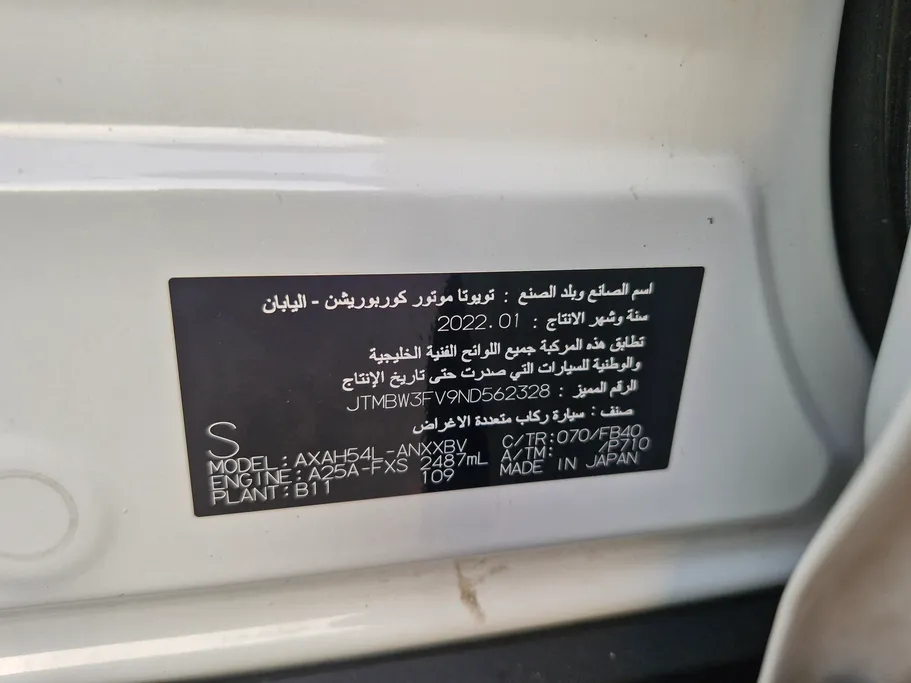 اسم الصانع وبلد الصنع : تويوتا موتور كوربوريشن - اليابان
سنة وشهر الانتاج : 2022.01
تطابق هذه المركبة جميع اللوائح الفنية الخليجية
والوطنية للسيارات التي صدرت حتى تاريخ الإنتاج
الرقم المميز : JTMBW3FV9ND562328
صنف : سيارة ركاب متعددة الاغراض
S
MODEL:AXAH54L-ANXXBV C/TR:070/FB40
ENGINE:A25A-FXS 2487mL A/TM: /P710
PLANT:B11 109 MADE IN JAPAN